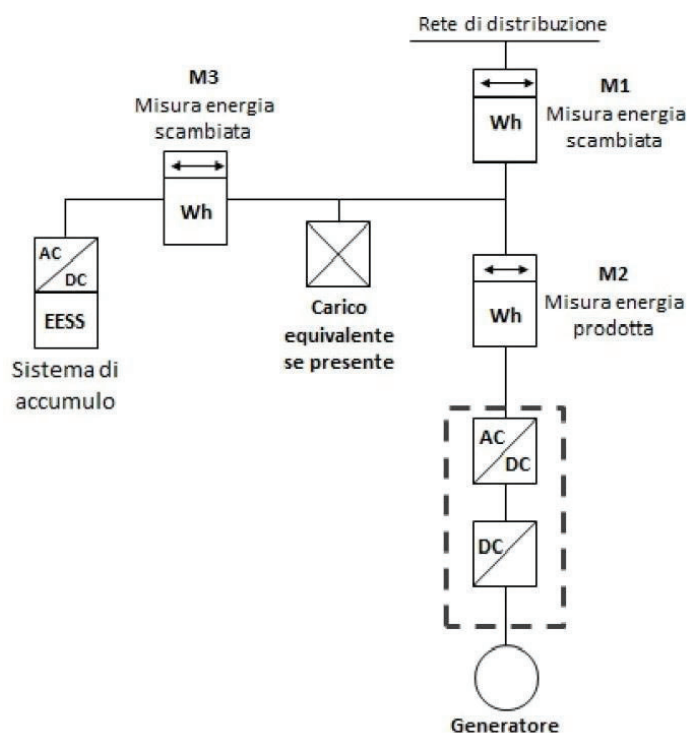 Rete di distribuzione
M3
Misura energia
scambiata
Wh
M1
Misura energia
scambiata
Wh
AC
DC
EESS
Sistema di
accumulo
Carico
equivalente
se presente
M2
Misura energia
prodotta
Wh
AC
DC
DC
Generatore